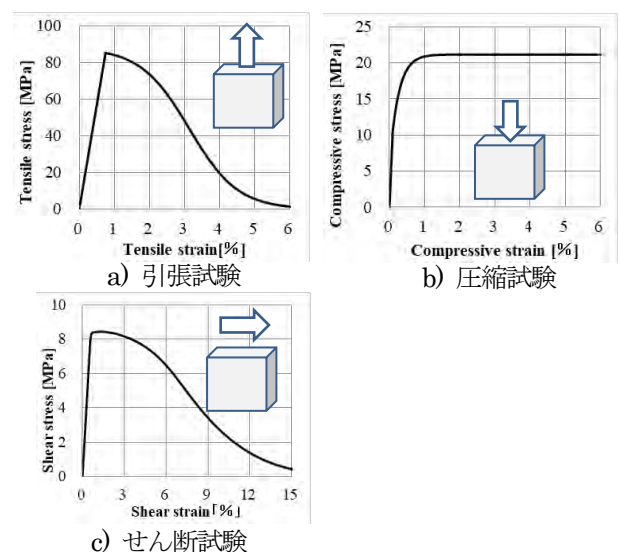 100
80
60
40
20
0
0 1 2 3 4 5 6
Tensile stress [MPa]
Tensile strain[%]
a) 引張試験
25
20
15
10
5
0
0 1 2 3 4 5 6
Compressive stress [MPa]
Compressive strain [%]
b) 圧縮試験
10
8
6
4
2
0
0 3 6 9 12 15
Shear stress [MPa]
Shear strain[%]
c) せん断試験